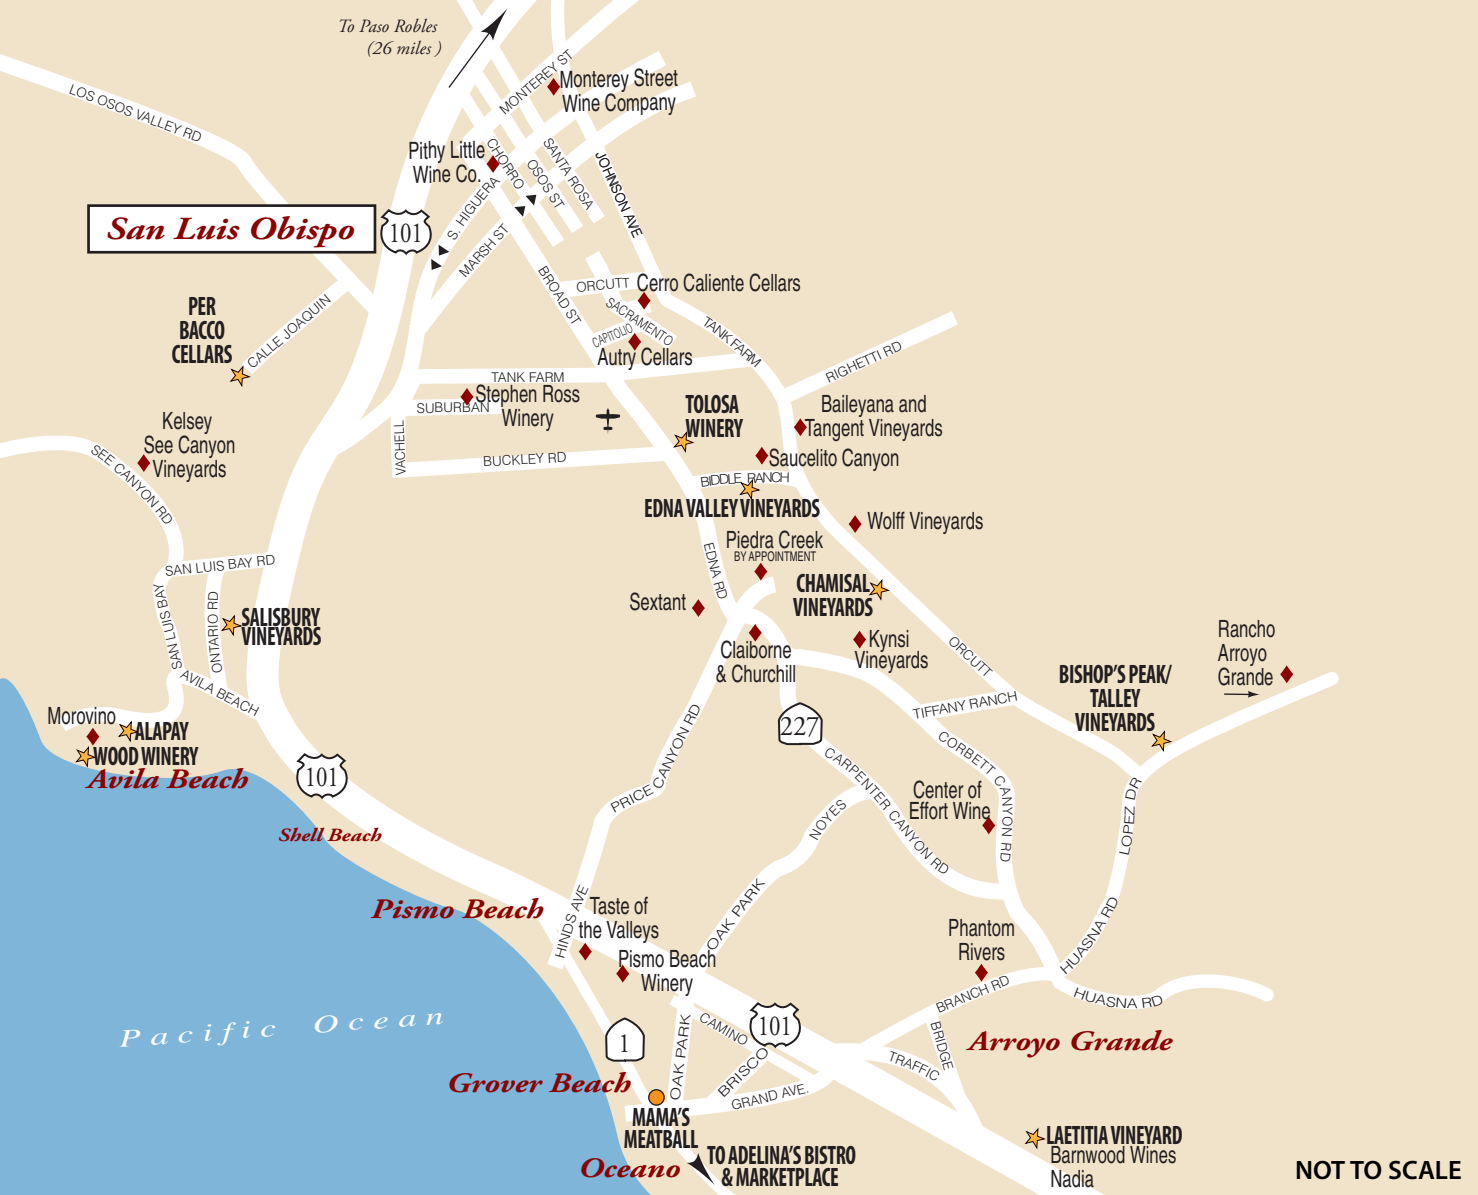 To Paso Robles
(26 miles )
LOS OSOS VALLEY RD
MONTEREY ST
Monterey Street
Wine Company
Pithy Little
Wine Co.
CHORRO
OSOS ST
SANTA ROSA
JOHNSON AVE
San Luis Obispo
101
S. HIGUERA
MARSH ST
BROAD ST
ORCUTT
Cerro Caliente Cellars
SACRAMENTO
CAPITOLIO
Autry Cellars
PER
BACCO
CELLARS
CALLE JOAQUIN
TANK FARM
RIGHETTI RD
TANK FARM
Stephen Ross
Winery
SUBURBAN
VACHELL
BUCKLEY RD
TOLOSA
WINERY
Baileyana and
Tangent Vineyards
Saucelito Canyon
BIDDLE RANCH
EDNA VALLEY VINEYARDS
Kelsey
See Canyon
Vineyards
SEE CANYON RD
Wolff Vineyards
Piedra Creek
BY APPOINTMENT
EDNA RD
SAN LUIS BAY RD
SAN LUIS BAY
ONTARIO RD
SALISBURY
VINEYARDS
Sextant
CHAMISAL
VINEYARDS
Claiborne
& Churchill
Kynsi
Vineyards
ORCUTT
Rancho
Arroyo
Grande
BISHOP'S PEAK/
TALLEY
VINEYARDS
AVILA BEACH
TIFFANY RANCH
Morovino
ALAPAY
WOOD WINERY
Avila Beach
227
PRICE CANYON RD
CORBETT CANYON RD
CARPENTER CANYON RD
101
Shell Beach
NOYES
Center of
Effort Wine
LOPEZ DR
Pismo Beach
HINDS AVE
Taste of
the Valleys
OAK PARK
Pismo Beach
Winery
Phantom
Rivers
HUASNA RD
BRANCH RD
HUASNA RD
Pacific Ocean
1
OAK PARK
CAMINO
101
BRISCO
BRIDGE
TRAFFIC
Arroyo Grande
Grover Beach
GRAND AVE.
MAMA'S
MEATBALL
Oceano
TO ADELINA'S BISTRO
& MARKETPLACE
LAETITIA VINEYARD
Barnwood Wines
Nadia
NOT TO SCALE